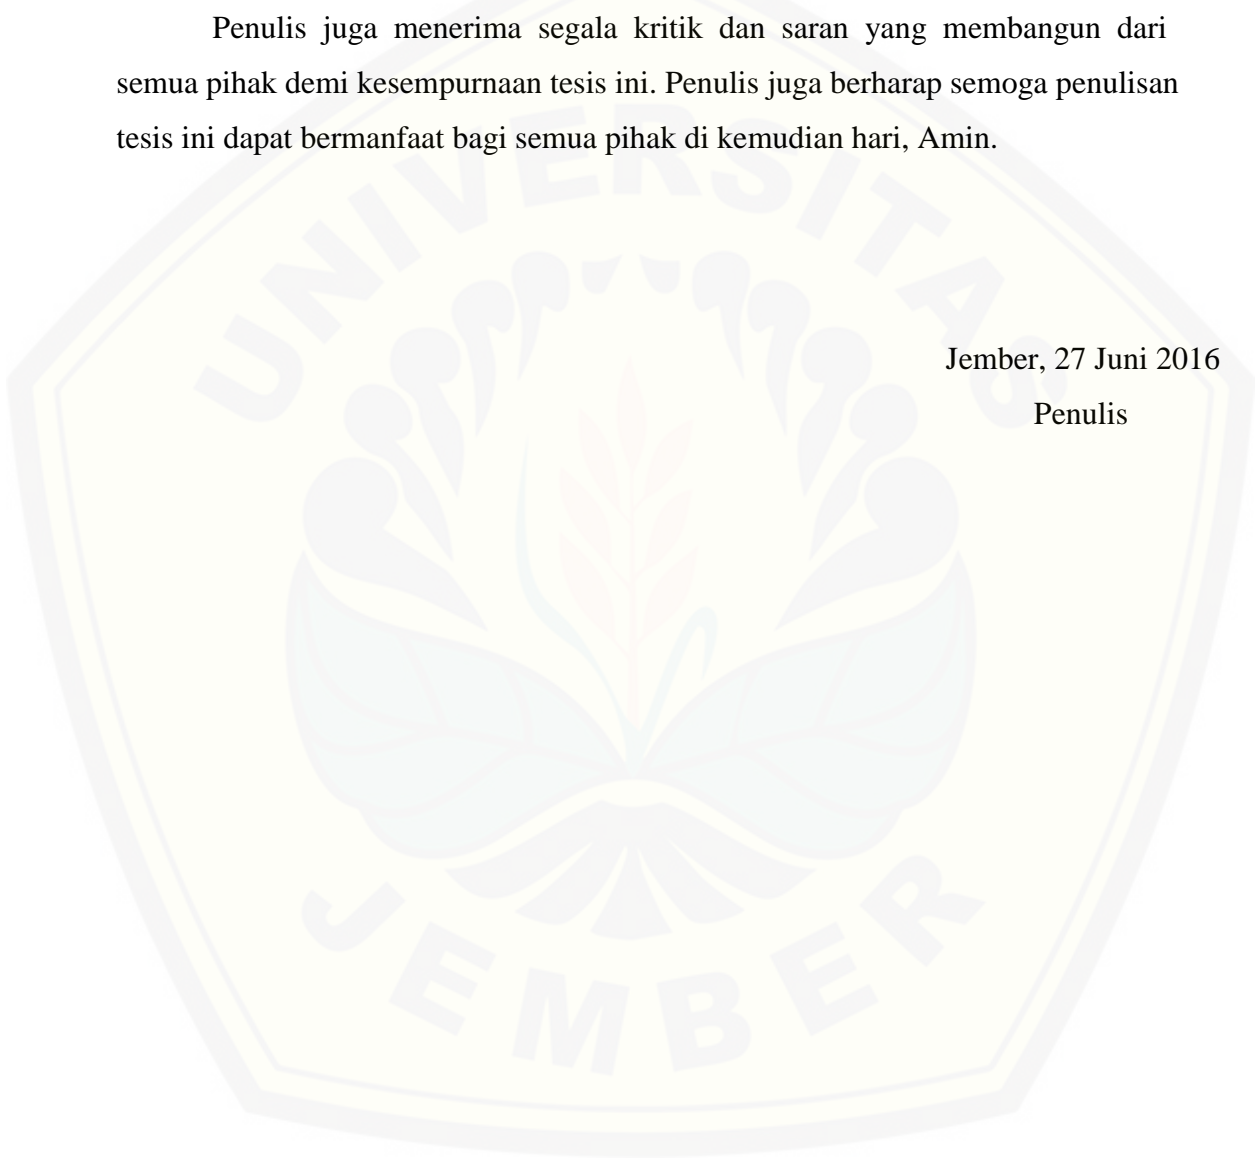 Penulis juga menerima segala kritik dan saran yang membangun dari
semua pihak demi kesempurnaan tesis ini. Penulis juga berharap semoga penulisan
tesis ini dapat bermanfaat bagi semua pihak di kemudian hari, Amin.
UNIVERSITAS
Jember, 27 Juni 2016
Penulis
JEMBER